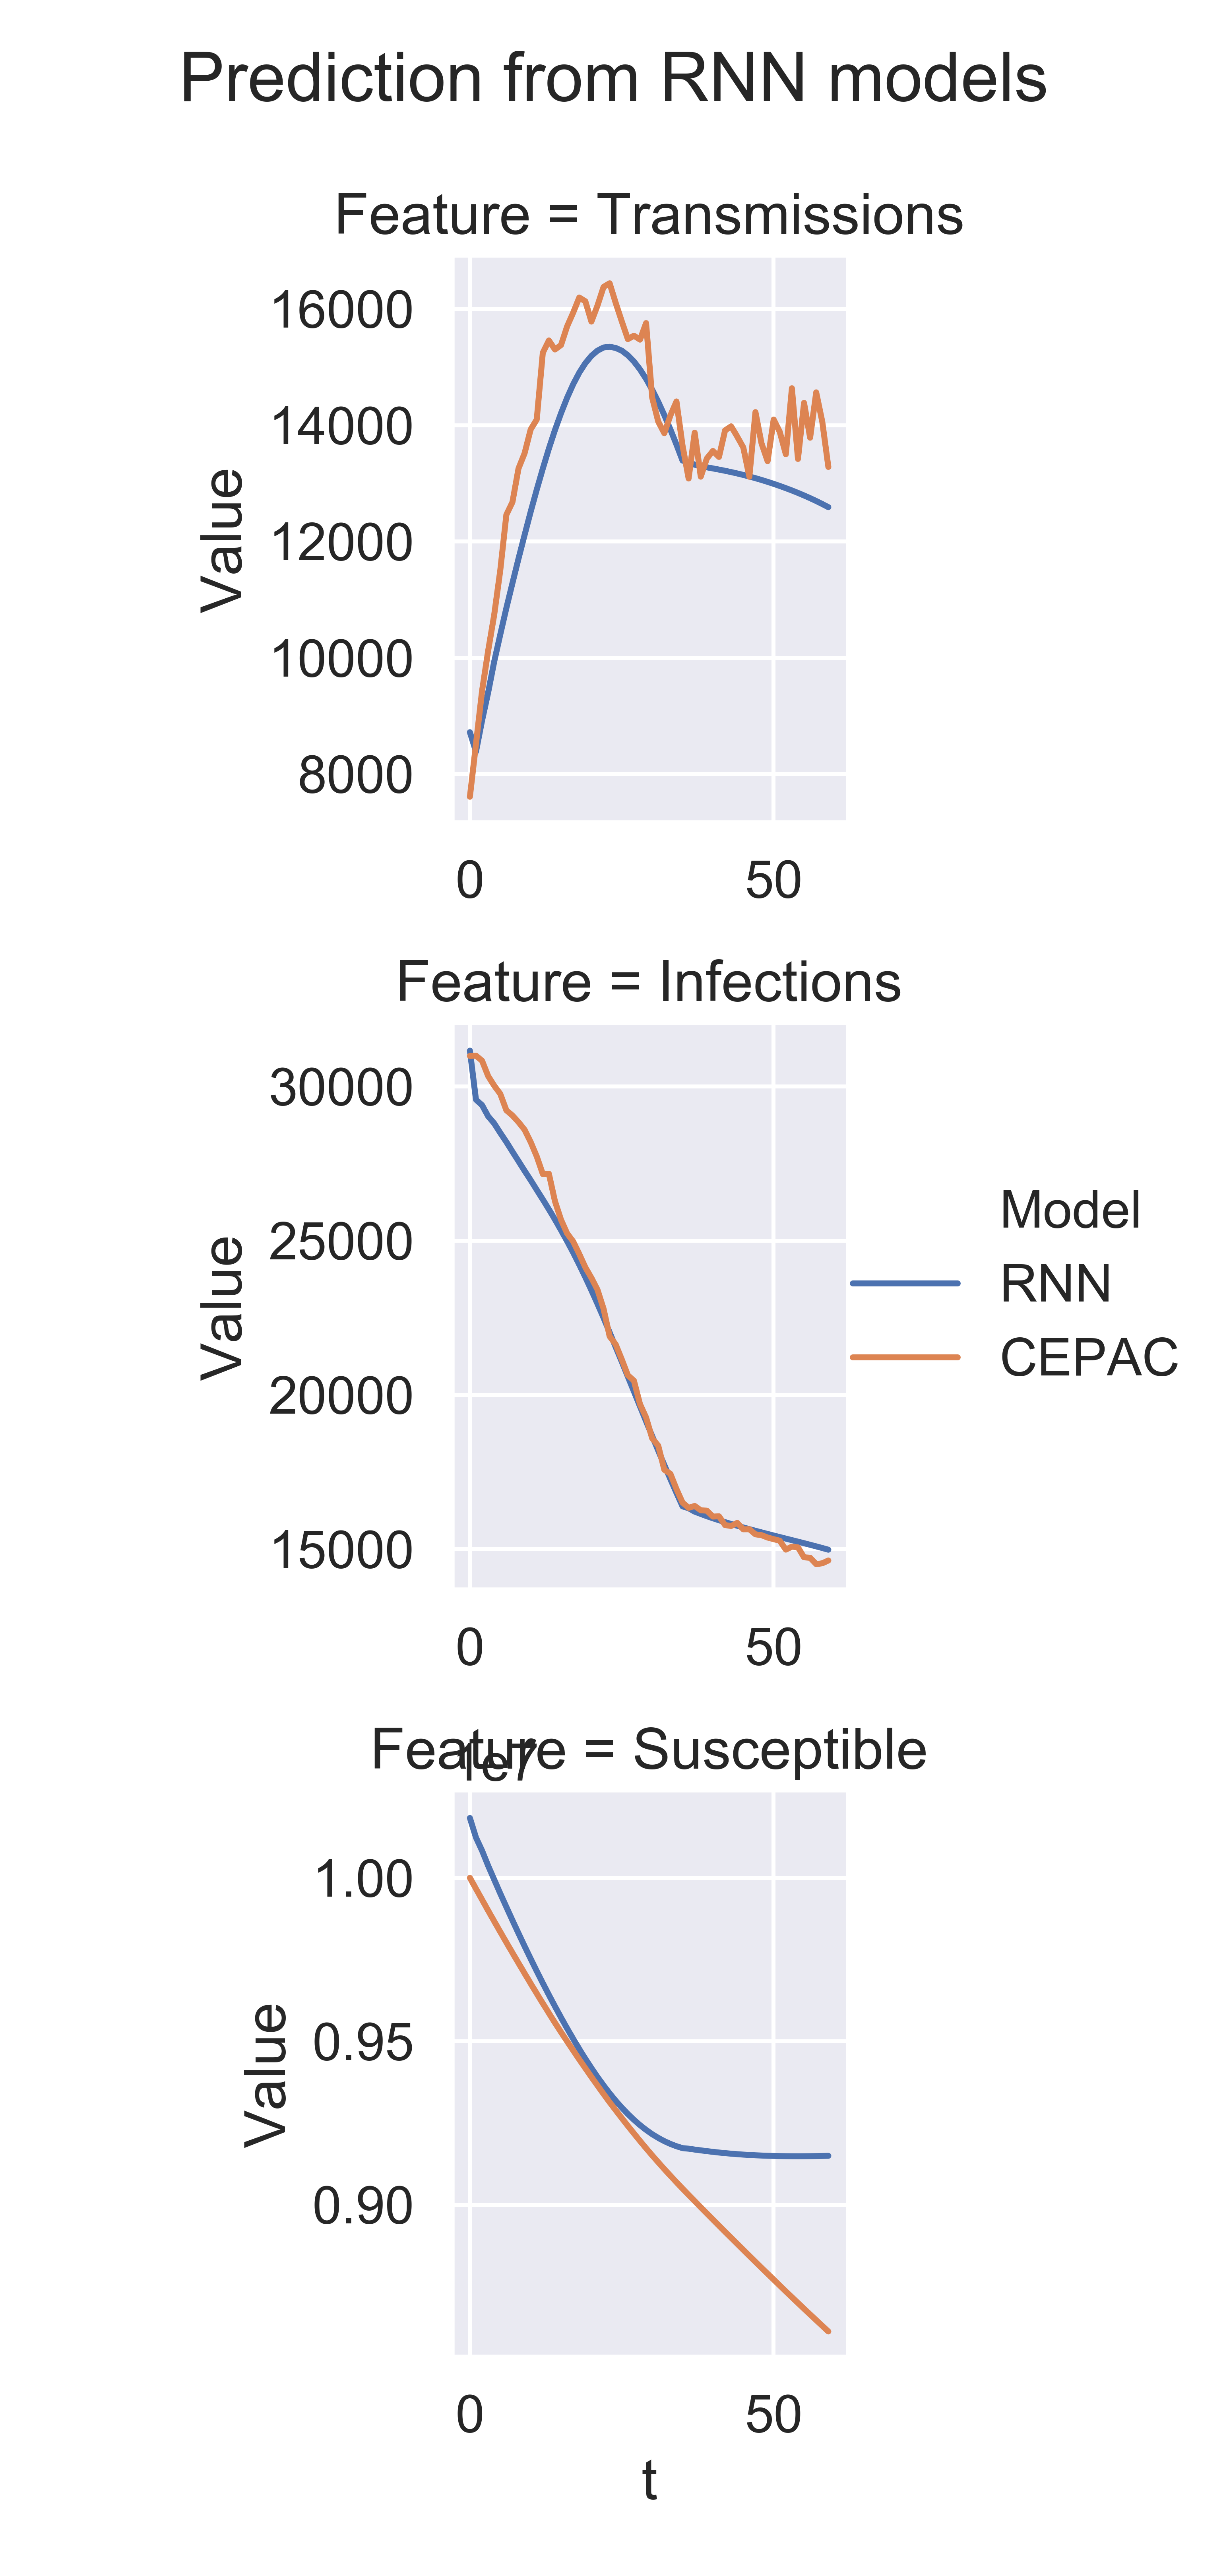 Prediction from RNN models
Feature = Transmissions
16000
14000
12000
10000
8000
Value
0 50
Feature = Infections
30000
25000
20000
15000
Value
0 50
Model
RNN
CEPAC
Feature = Susceptible
1e7
1.00
0.95
0.90
Value
0 50
t